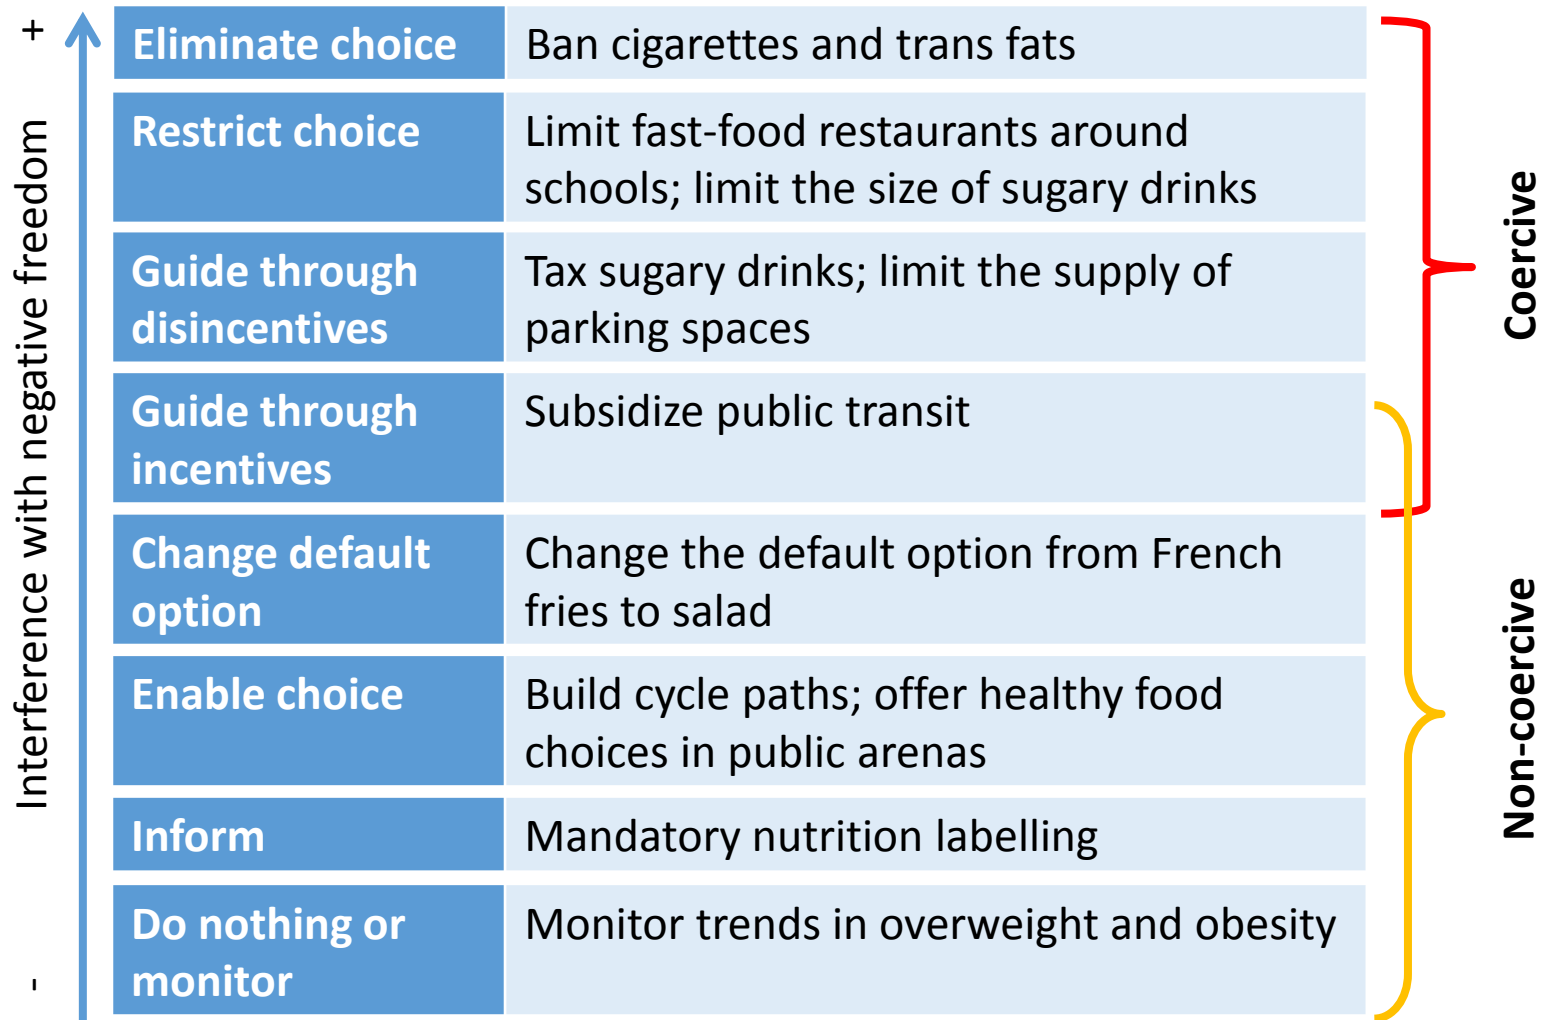 +
Interference with negative freedom
-
Eliminate choice
Ban cigarettes and trans fats
Restrict choice
Limit fast-food restaurants around
schools; limit the size of sugary drinks
Guide through
disincentives
Tax sugary drinks; limit the supply of
parking spaces
Guide through
incentives
Subsidize public transit
Change default
option
Change the default option from French
fries to salad
Enable choice
Build cycle paths; offer healthy food
choices in public arenas
Inform
Mandatory nutrition labelling
Do nothing or
monitor
Monitor trends in overweight and obesity
Coercive
Non-coercive